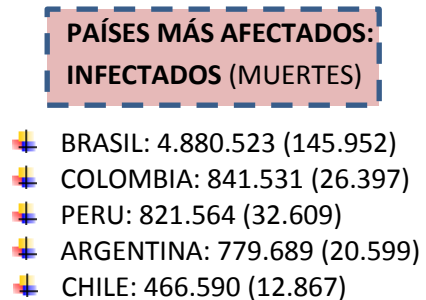 PAÍSES MÁS AFECTADOS:
INFECTADOS (MUERTES)
BRASIL: 4.880.523 (145.952)
COLOMBIA: 841.531 (26.397)
PERU: 821.564 (32.609)
ARGENTINA: 779.689 (20.599)
CHILE: 466.590 (12.867)